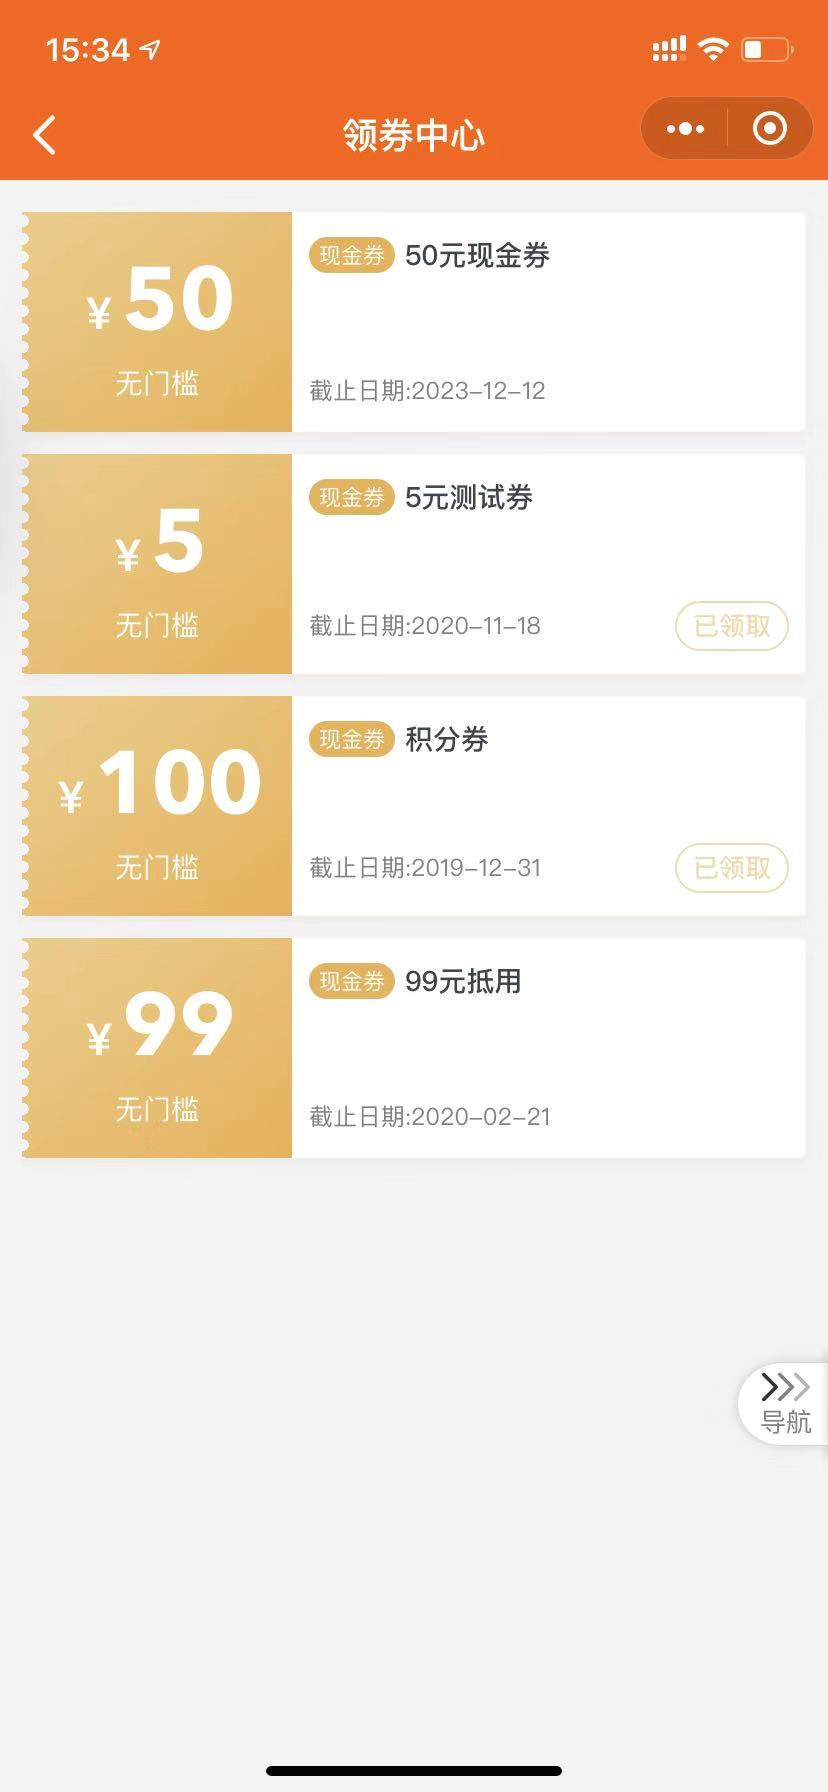 15:34
领券中心
¥50
无门槛
现金券 50元现金券
截止日期:2023-12-12
¥5
无门槛
现金券 5元测试券
截止日期:2020-11-18
已领取
¥100
无门槛
现金券 积分券
截止日期:2019-12-31
已领取
¥99
无门槛
现金券 99元抵用
截止日期:2020-02-21
导航